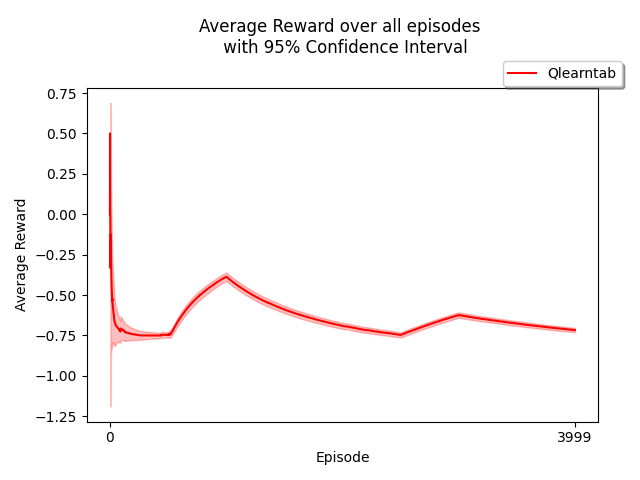 Average Reward over all episodes
with 95% Confidence Interval
Qlearntab
0.75
0.50
0.25
0.00
−0.25
−0.50
−0.75
−1.00
−1.25
Average Reward
0 3999
Episode